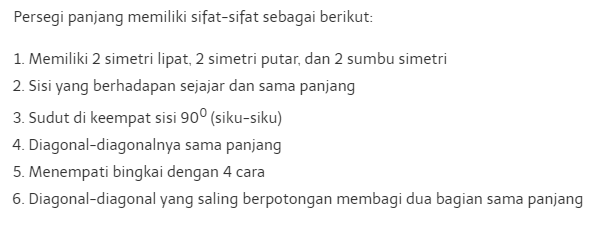 Persegi panjang memiliki sifat-sifat sebagai berikut:
1. Memiliki 2 simetri lipat, 2 simetri putar, dan 2 sumbu simetri
2. Sisi yang berhadapan sejajar dan sama panjang
3. Sudut di keempat sisi 90⁰ (siku-siku)
4. Diagonal-diagonalnya sama panjang
5. Menempati bingkai dengan 4 cara
6. Diagonal-diagonal yang saling berpotongan membagi dua bagian sama panjang